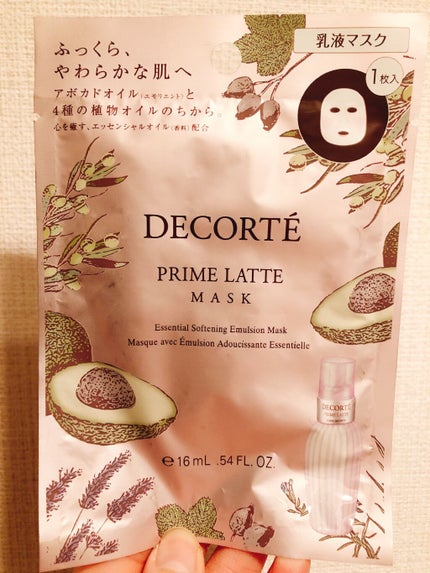 ふっくら、
やわらかな肌へ
アボカドオイル(エモリエント)と
4種の植物オイルのちから。
心を癒す、エッセンシャルオイル(香料)配合
乳液マスク
1枚入
DECORTÉ
PRIME LATTE
MASK
Essential Softening Emulsion Mask
Masque avec Émulsion Adoucissante Essentielle
DECORTÉ
PRIME LATTE
℮16mL .54 FL. OZ.